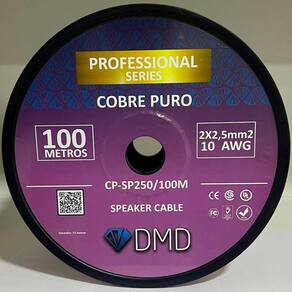 PROFESSIONAL
SERIES
COBRE PURO
100
METROS
2X2,5mm2
10 AWG
CP-SP250/100M
SPEAKER CABLE
DMD